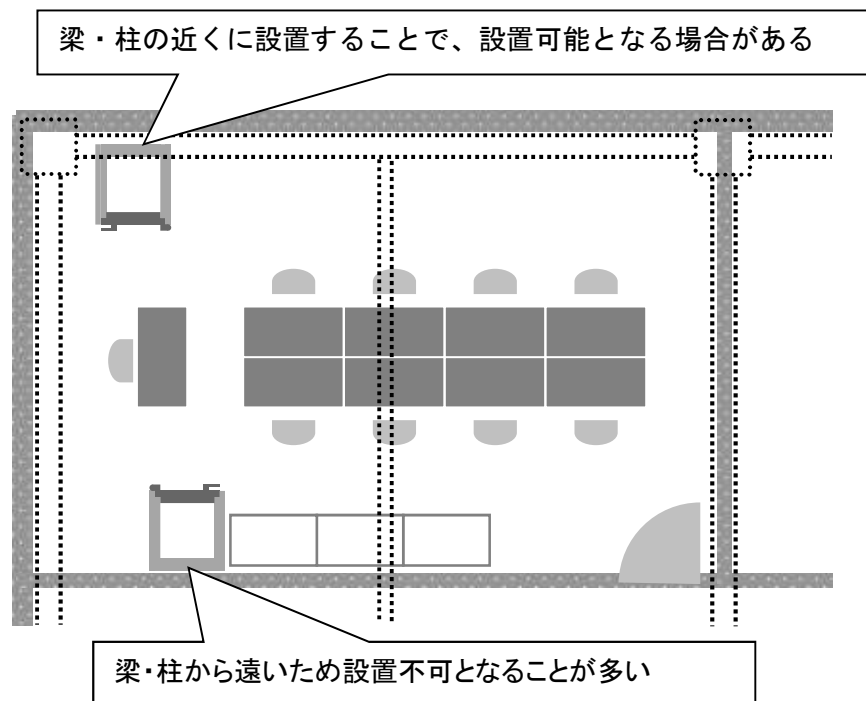 梁・柱の近くに設置することで、設置可能となる場合がある
梁・柱から遠いため設置不可となることが多い